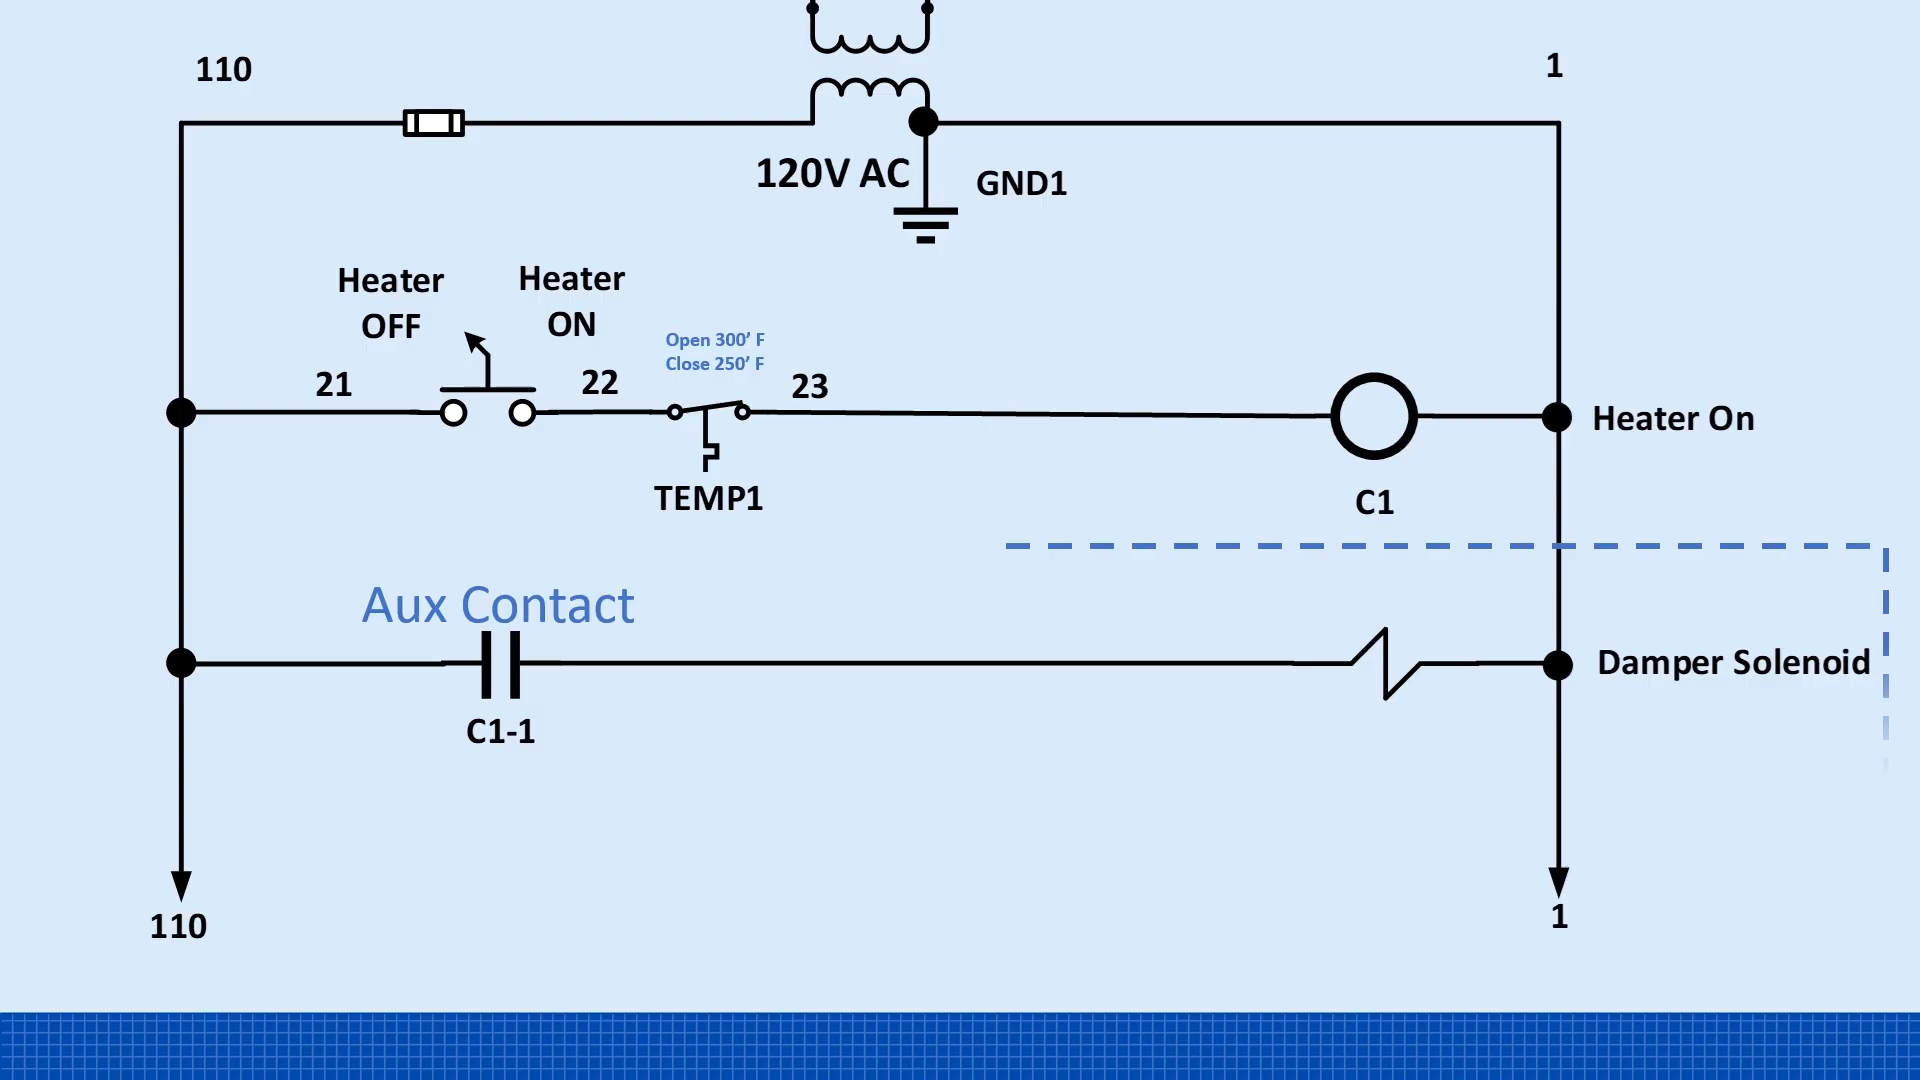 110
1
120V AC
GND1
Heater
OFF
Heater
ON
Open 300’ F
Close 250’ F
21
22
23
Heater On
TEMP1
C1
Aux Contact
Damper Solenoid
C1-1
110
1